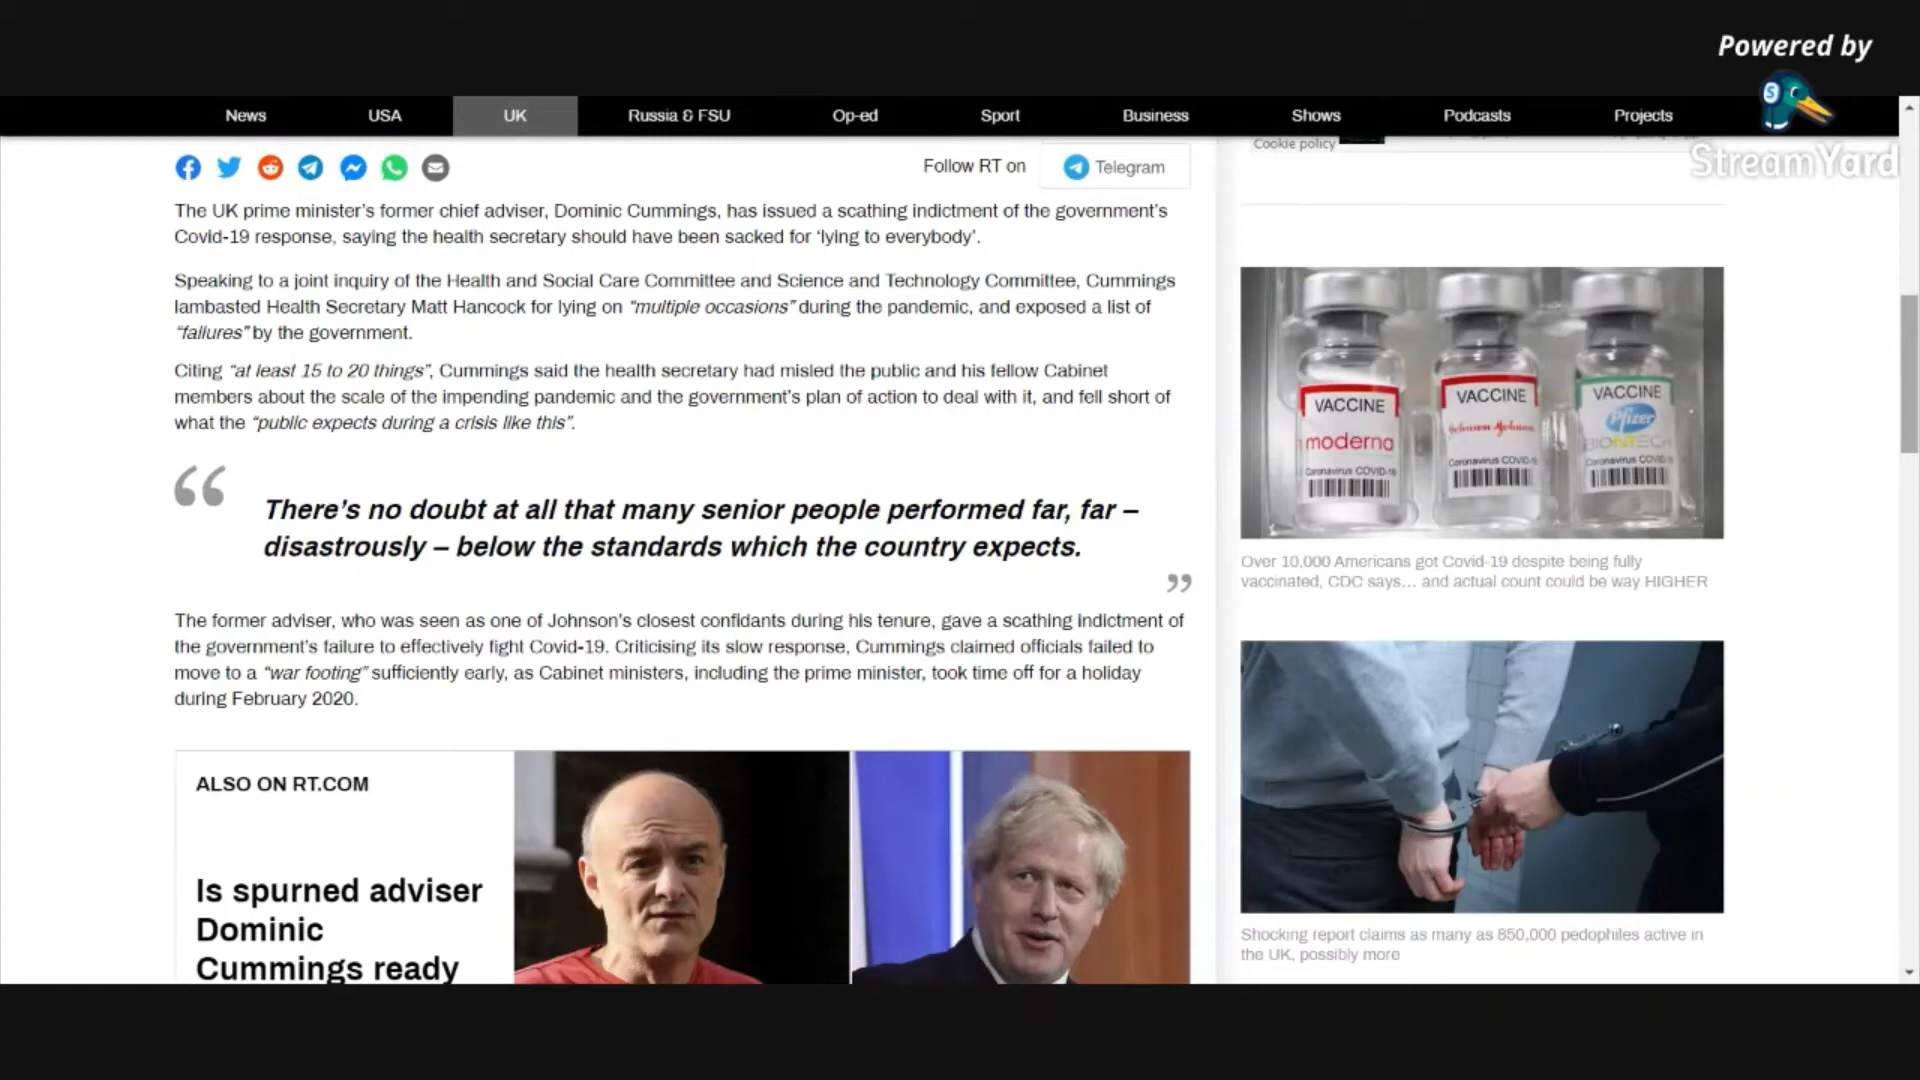 Powered by
StreamYard
News USA UK Russia & FSU Op-ed Sport Business Shows Podcasts Projects
Follow RT on Telegram
Cookie policy
The UK prime minister’s former chief adviser, Dominic Cummings, has issued a scathing indictment of the government’s
Covid-19 response, saying the health secretary should have been sacked for ‘lying to everybody’.
Speaking to a joint inquiry of the Health and Social Care Committee and Science and Technology Committee, Cummings
lambasted Health Secretary Matt Hancock for lying on “multiple occasions” during the pandemic, and exposed a list of
“failures” by the government.
Citing “at least 15 to 20 things”, Cummings said the health secretary had misled the public and his fellow Cabinet
members about the scale of the impending pandemic and the government’s plan of action to deal with it, and fell short of
what the “public expects during a crisis like this”.
“
There’s no doubt at all that many senior people performed far, far –
disastrously – below the standards which the country expects.
”
The former adviser, who was seen as one of Johnson’s closest confidants during his tenure, gave a scathing indictment of
the government’s failure to effectively fight Covid-19. Criticising its slow response, Cummings claimed officials failed to
move to a “war footing” sufficiently early, as Cabinet ministers, including the prime minister, took time off for a holiday
during February 2020.
ALSO ON RT.COM
Is spurned adviser
Dominic
Cummings ready
VACCINE
moderna
Coronavirus COVID-19
VACCINE
Johnson & Johnson
Coronavirus COVID-19
VACCINE
Pfizer
BIONTECH
Coronavirus COVID-19
Over 10,000 Americans got Covid-19 despite being fully
vaccinated, CDC says... and actual count could be way HIGHER
Shocking report claims as many as 850,000 pedophiles active in
the UK, possibly more